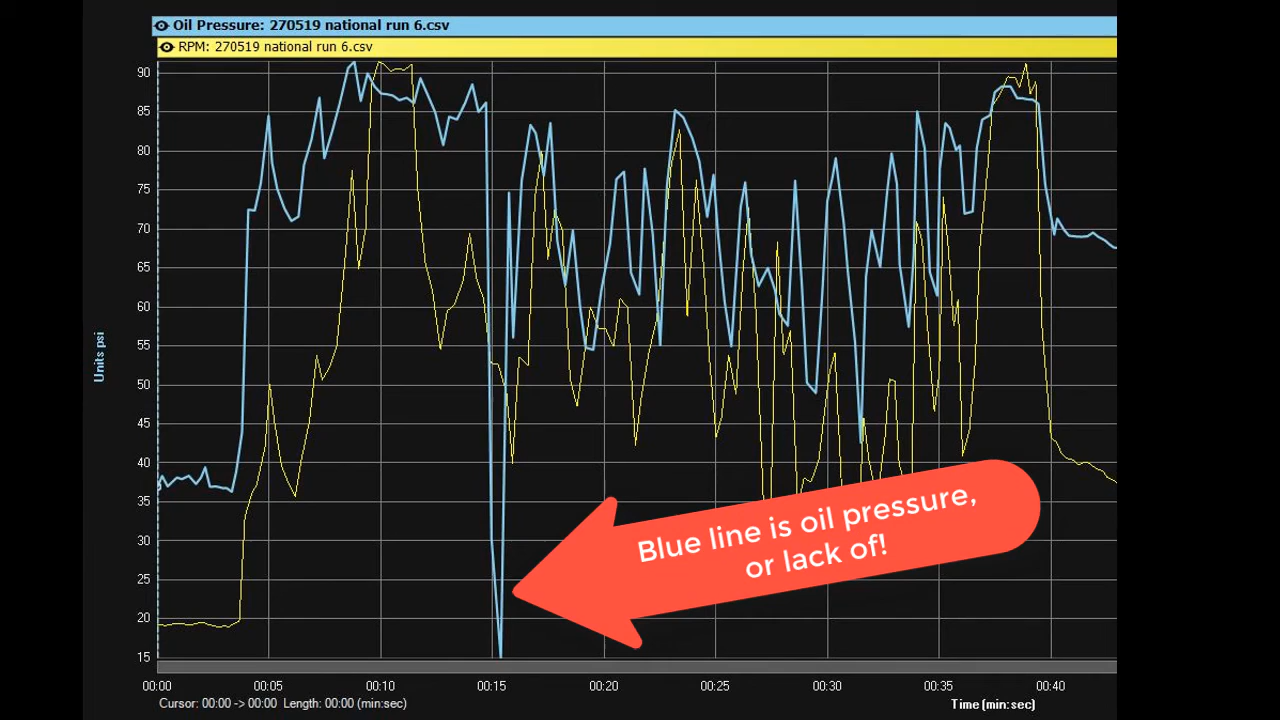 Oil Pressure: 270519 national run 6.csv
RPM: 270519 national run 6.csv
90
85
80
75
70
65
60
55
50
45
40
35
30
25
20
15
Units psi
Blue line is oil pressure,
or lack of!
00:00 00:05 00:10 00:15 00:20 00:25 00:30 00:35 00:40
Cursor: 00:00 -> 00:00 Length: 00:00 (min:sec) Time (min:sec)